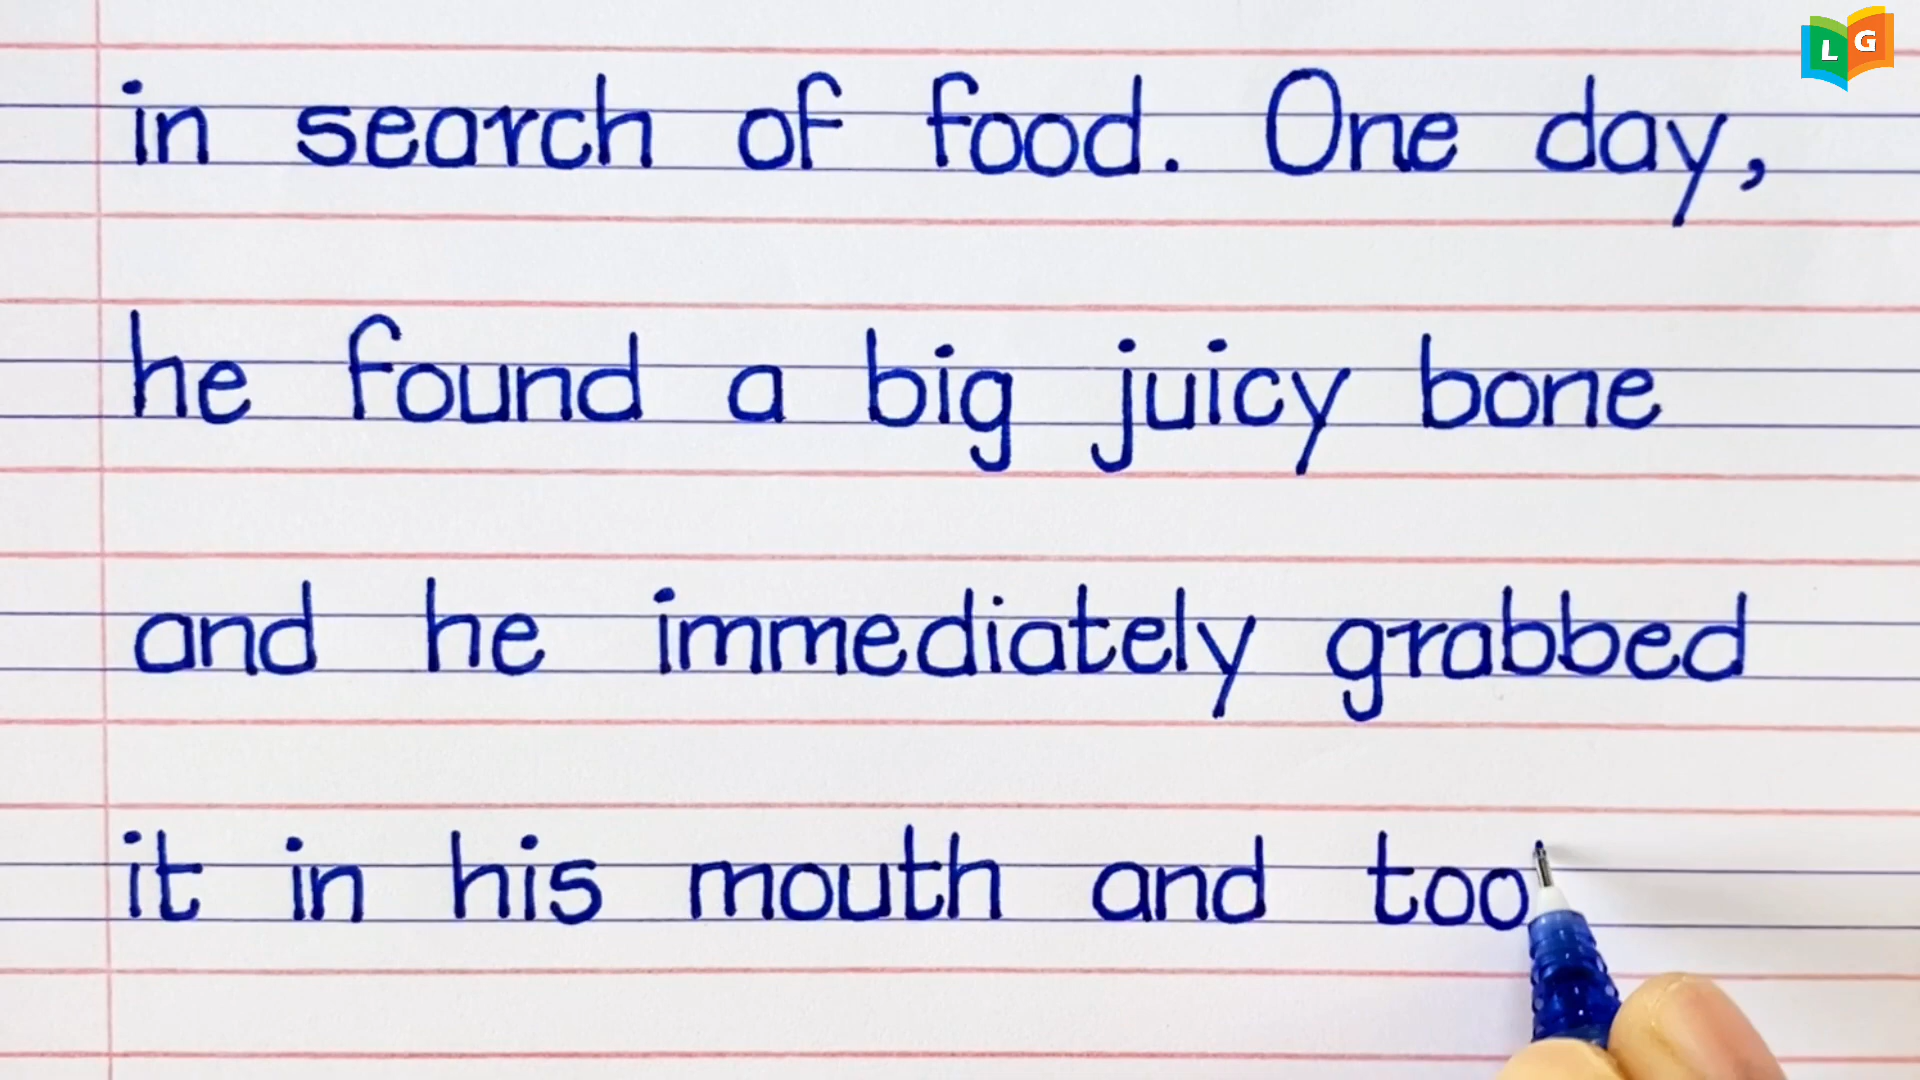 L G
in search of food. One day,
he found a big juicy bone
and he immediately grabbed
it in his mouth and too